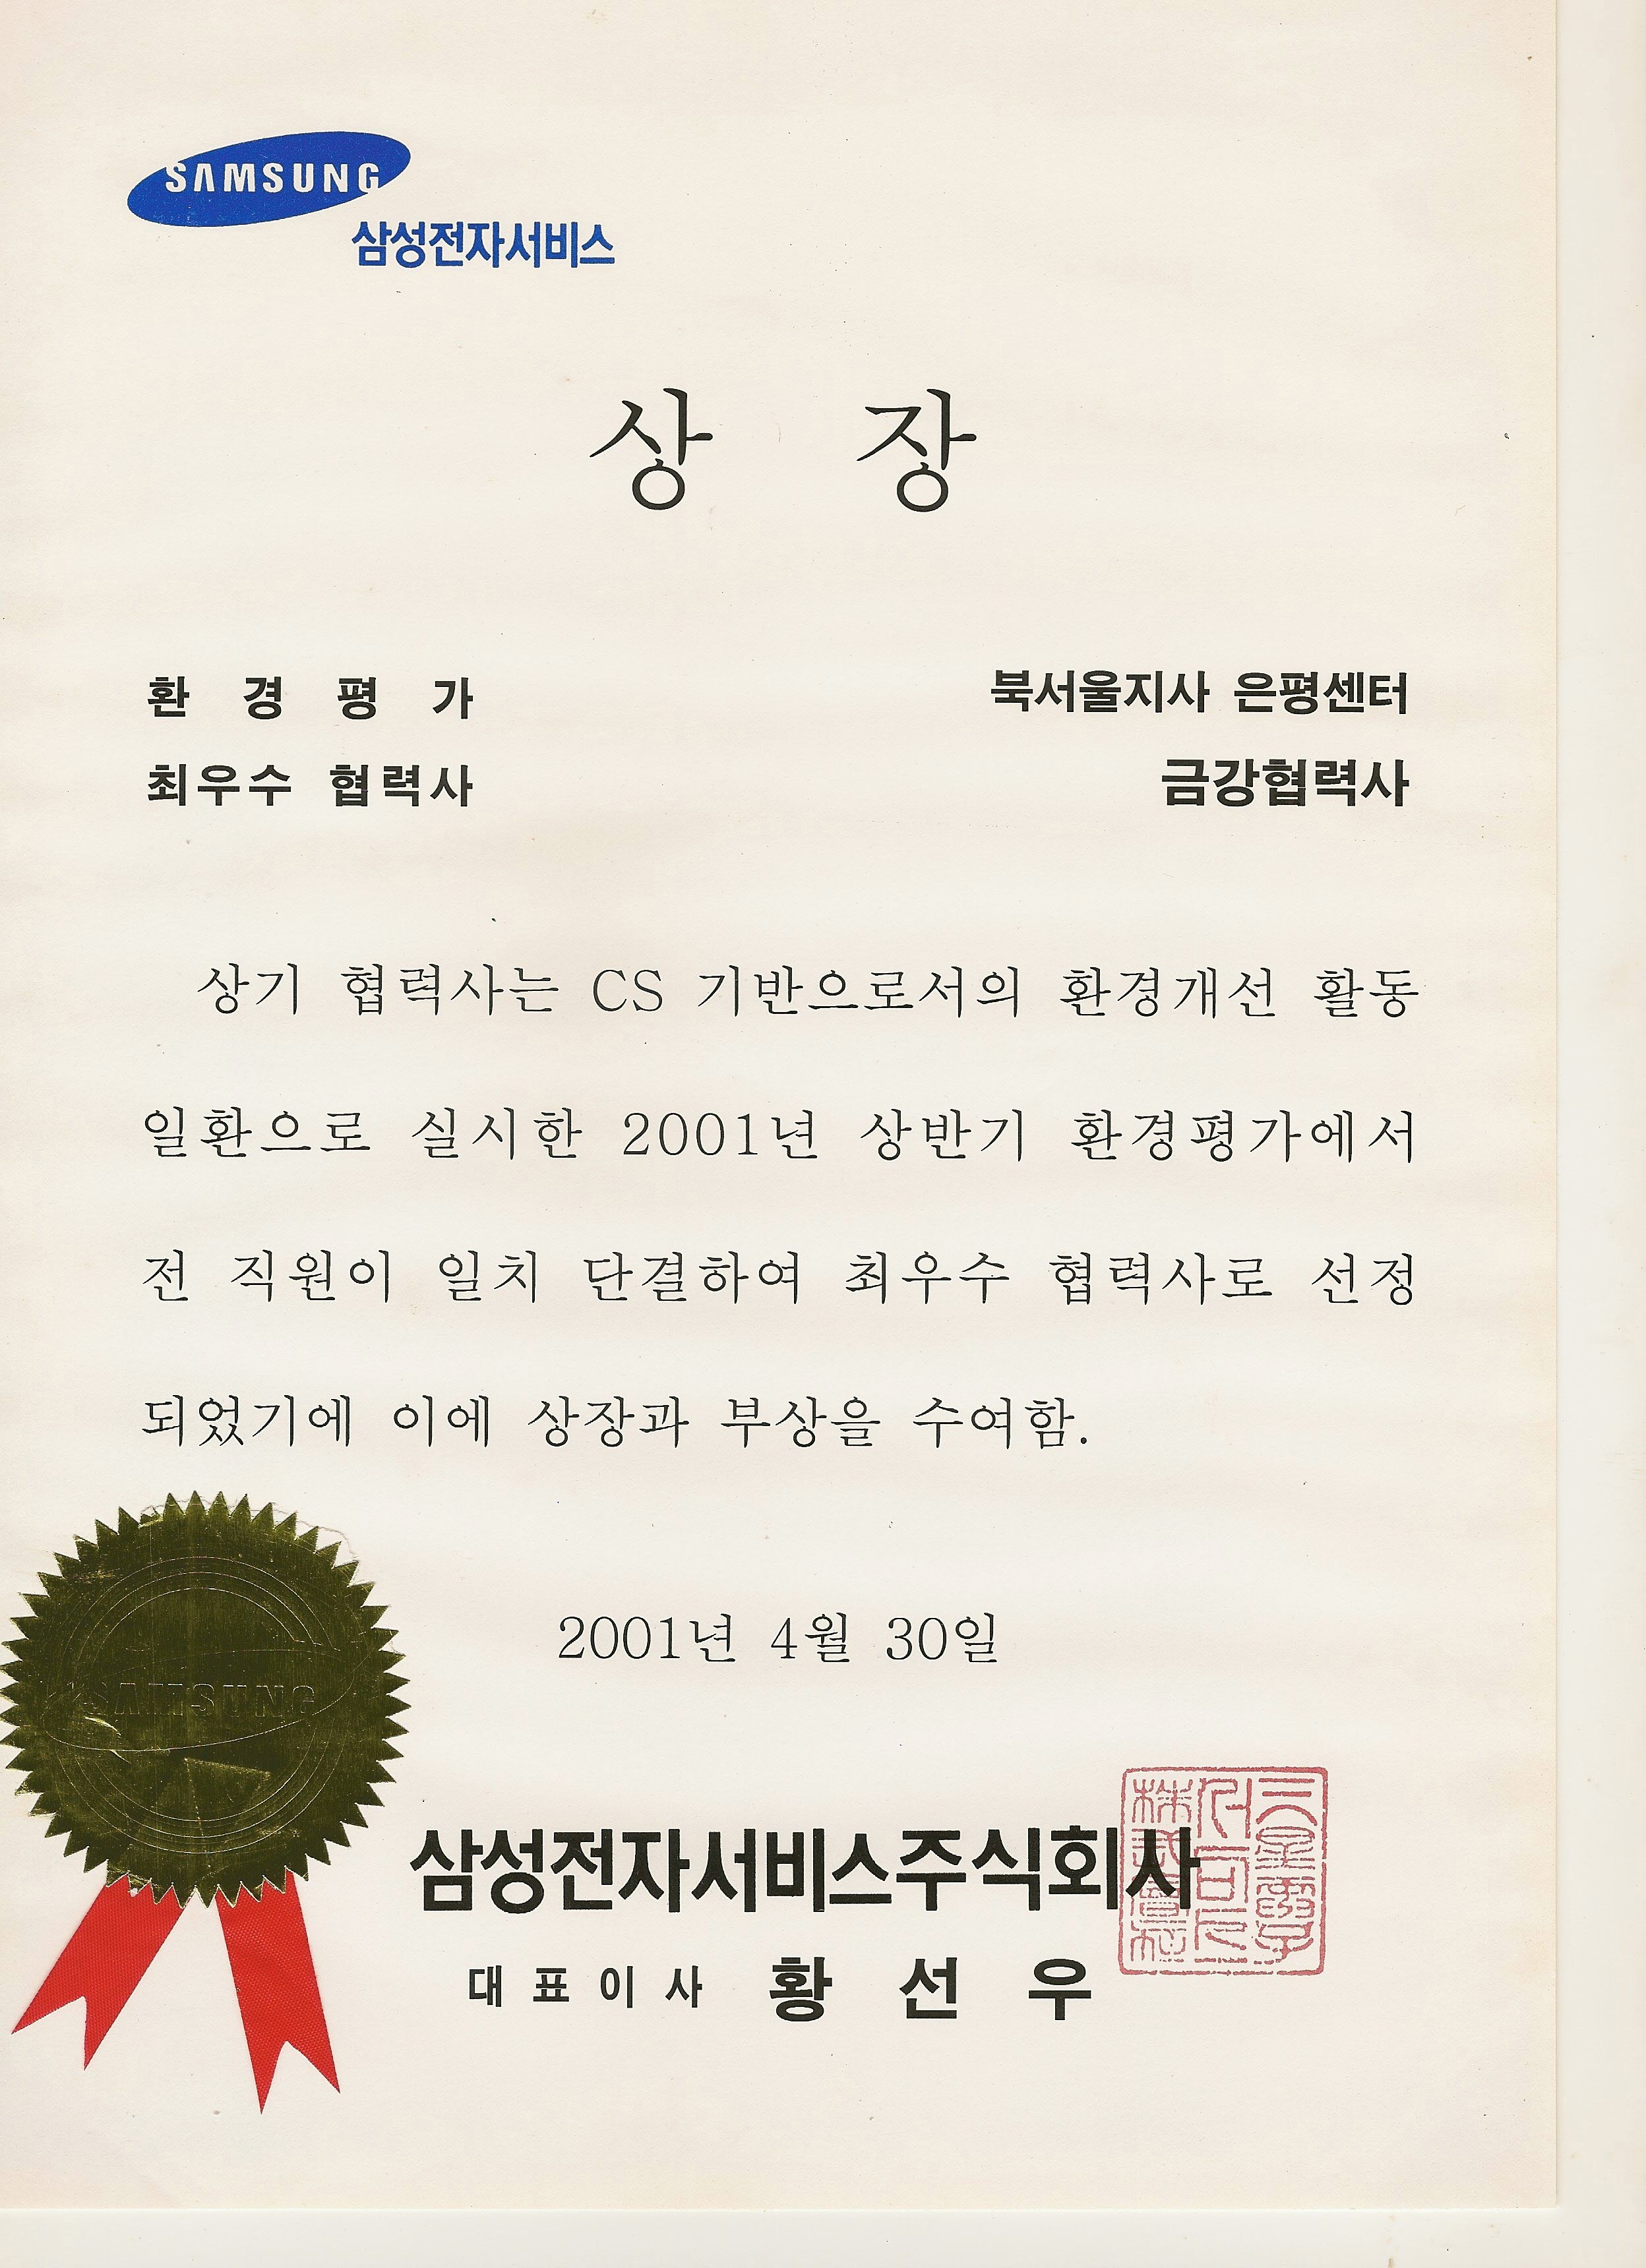 SAMSUNG
삼성전자서비스
상 장
환 경 평 가
최우수 협력사
북서울지사 은평센터
금강협력사
상기 협력사는 CS 기반으로서의 환경개선 활동
일환으로 실시한 2001년 상반기 환경평가에서
전 직원이 일치 단결하여 최우수 협력사로 선정
되었기에 이에 상장과 부상을 수여함.
SAMSUNG
2001년 4월 30일
삼성전자서비스주식회사
대 표 이 사 황 선 우